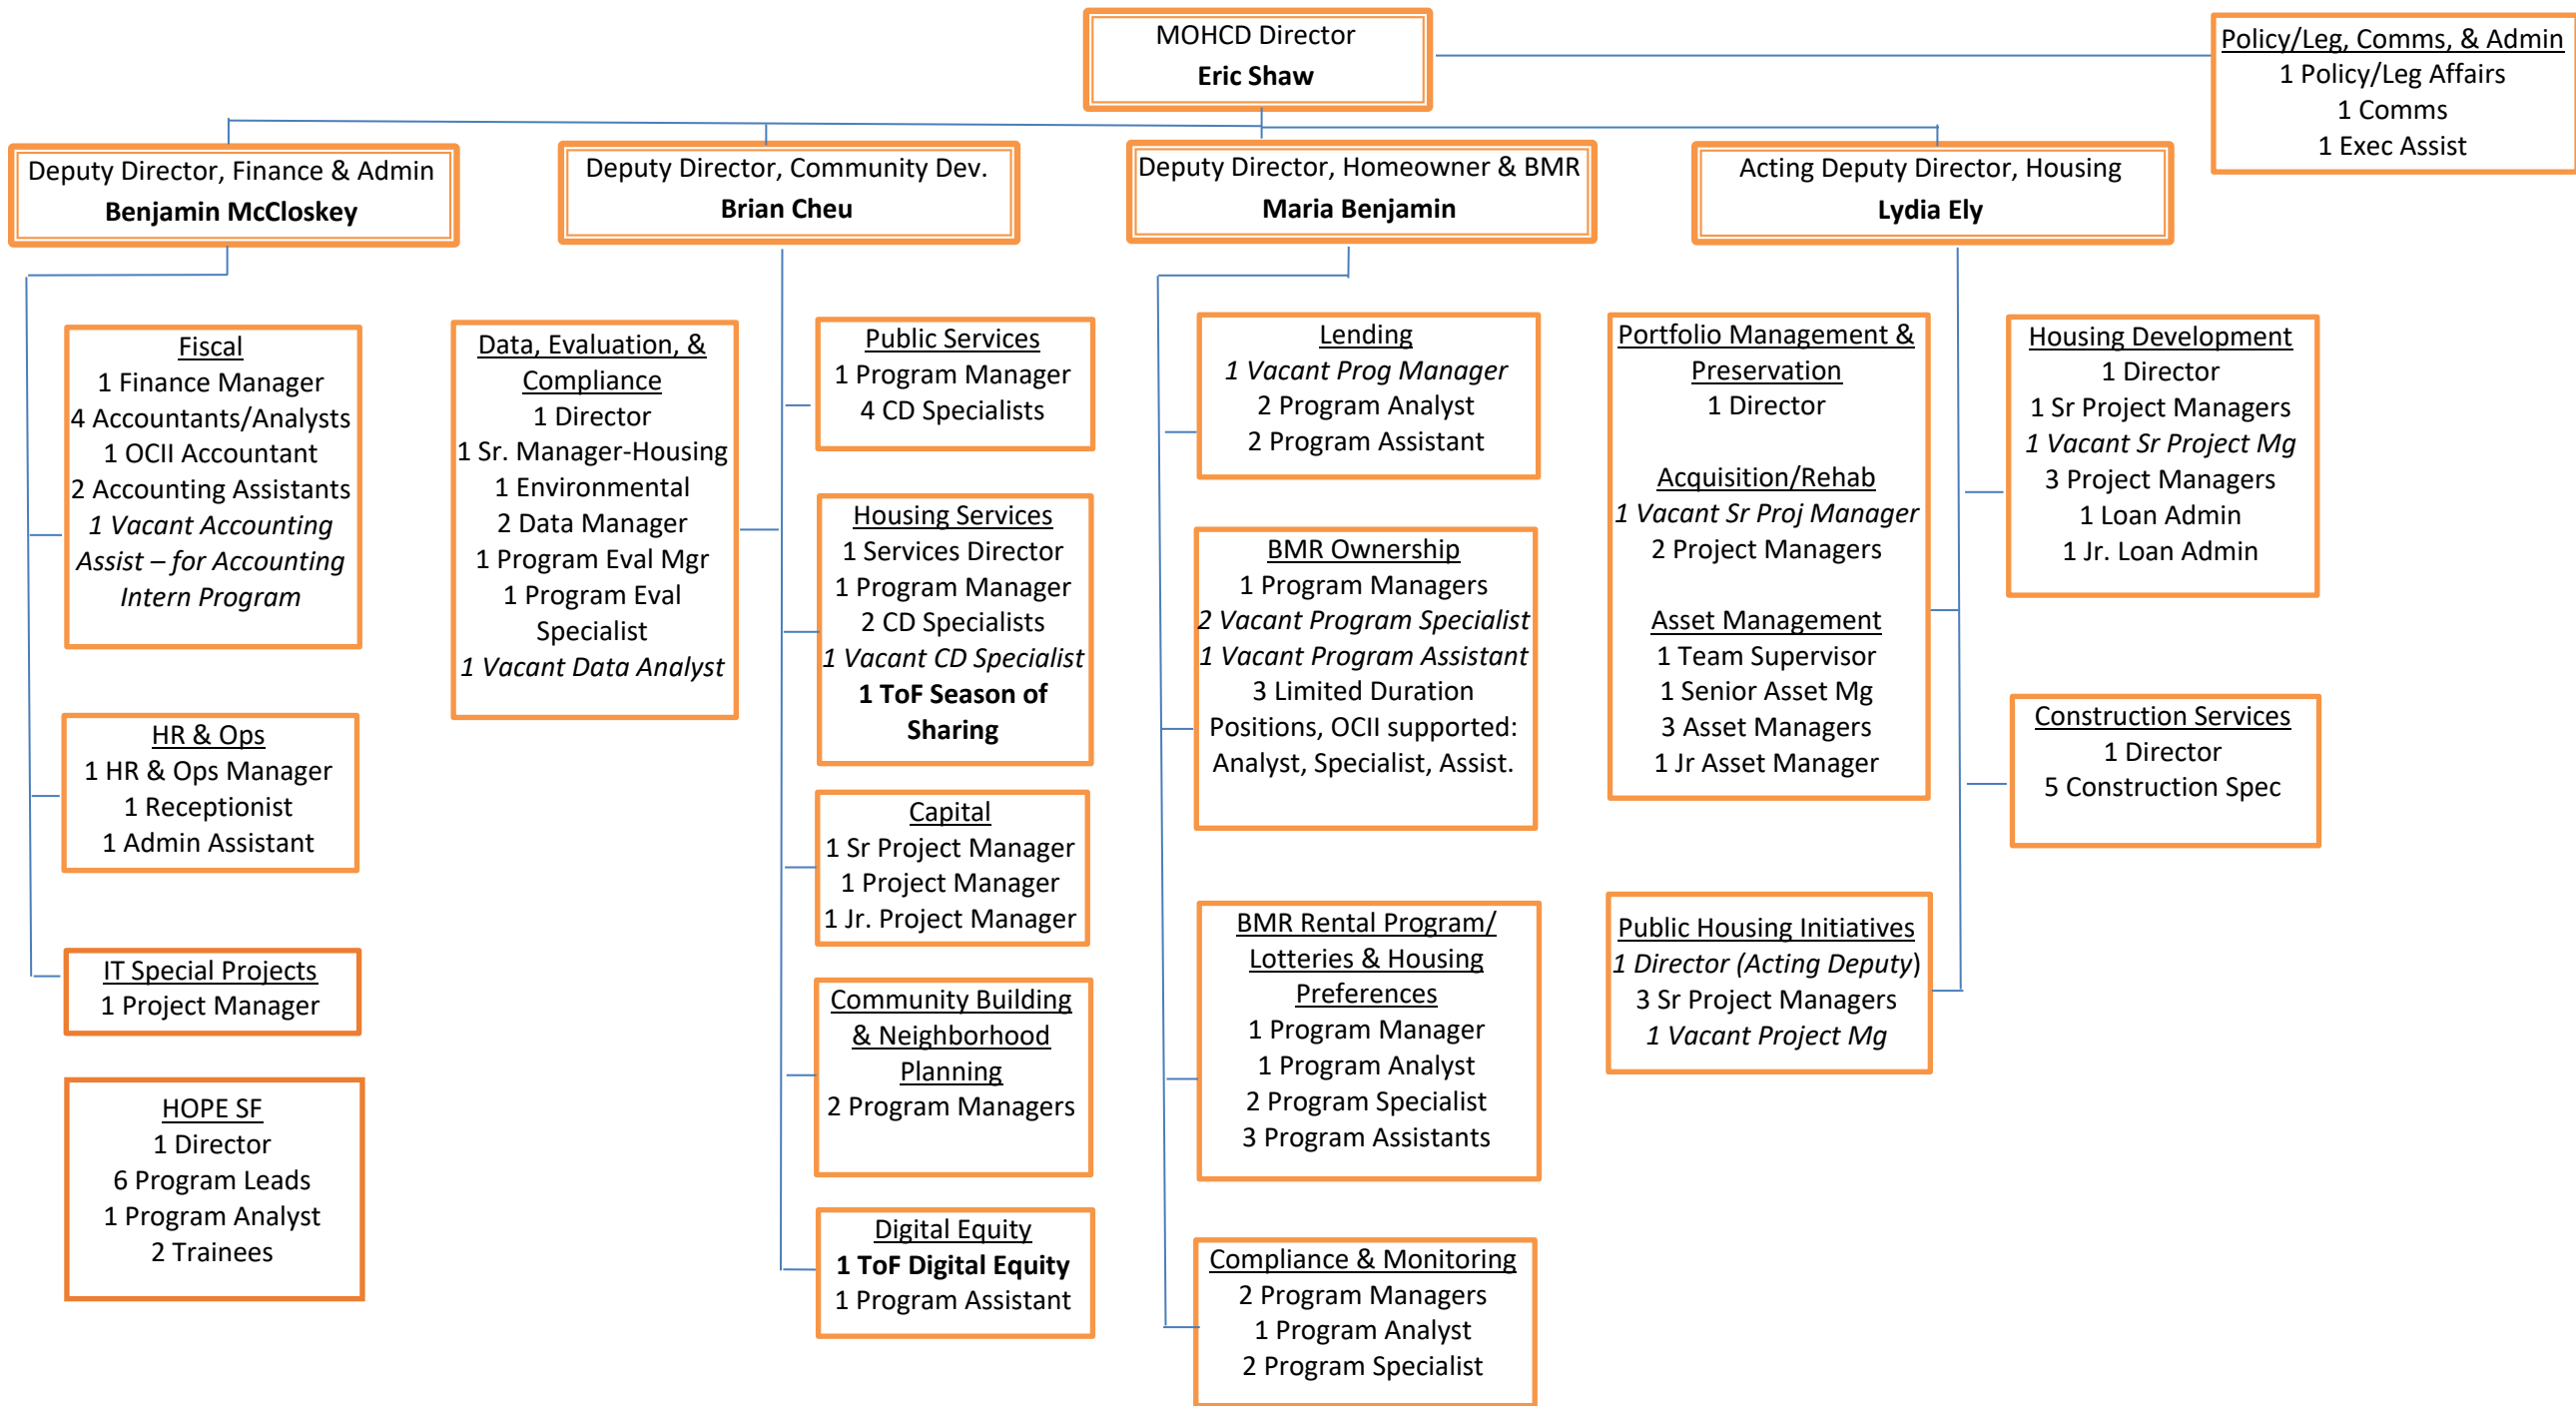 MOHCD Director
Eric Shaw
Policy/Leg, Comms, & Admin
1 Policy/Leg Affairs
1 Comms
1 Exec Assist
Deputy Director, Finance & Admin
Benjamin McCloskey
Deputy Director, Community Dev.
Brian Cheu
Deputy Director, Homeowner & BMR
Maria Benjamin
Acting Deputy Director, Housing
Lydia Ely
Fiscal
1 Finance Manager
4 Accountants/Analysts
1 OCII Accountant
2 Accounting Assistants
1 Vacant Accounting
Assist – for Accounting
Intern Program
HR & Ops
1 HR & Ops Manager
1 Receptionist
1 Admin Assistant
IT Special Projects
1 Project Manager
HOPE SF
1 Director
6 Program Leads
1 Program Analyst
2 Trainees
Data, Evaluation, &
Compliance
1 Director
1 Sr. Manager-Housing
1 Environmental
2 Data Manager
1 Program Eval Mgr
1 Program Eval
Specialist
1 Vacant Data Analyst
Public Services
1 Program Manager
4 CD Specialists
Housing Services
1 Services Director
1 Program Manager
2 CD Specialists
1 Vacant CD Specialist
1 ToF Season of
Sharing
Capital
1 Sr Project Manager
1 Project Manager
1 Jr. Project Manager
Community Building
& Neighborhood
Planning
2 Program Managers
Digital Equity
1 ToF Digital Equity
1 Program Assistant
Lending
1 Vacant Prog Manager
2 Program Analyst
2 Program Assistant
BMR Ownership
1 Program Managers
2 Vacant Program Specialist
1 Vacant Program Assistant
3 Limited Duration
Positions, OCII supported:
Analyst, Specialist, Assist.
BMR Rental Program/
Lotteries & Housing
Preferences
1 Program Manager
1 Program Analyst
2 Program Specialist
3 Program Assistants
Compliance & Monitoring
2 Program Managers
1 Program Analyst
2 Program Specialist
Portfolio Management &
Preservation
1 Director
Acquisition/Rehab
1 Vacant Sr Proj Manager
2 Project Managers
Asset Management
1 Team Supervisor
1 Senior Asset Mg
3 Asset Managers
1 Jr Asset Manager
Public Housing Initiatives
1 Director (Acting Deputy)
3 Sr Project Managers
1 Vacant Project Mg
Housing Development
1 Director
1 Sr Project Managers
1 Vacant Sr Project Mg
3 Project Managers
1 Loan Admin
1 Jr. Loan Admin
Construction Services
1 Director
5 Construction Spec